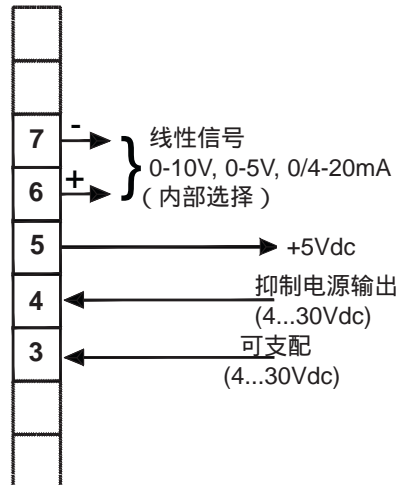 7 - 线性信号
0-10V, 0-5V, 0/4-20mA
6 + （内部选择）
5 +5Vdc
4 抑制电源输出
(4...30Vdc)
3 可支配
(4...30Vdc)